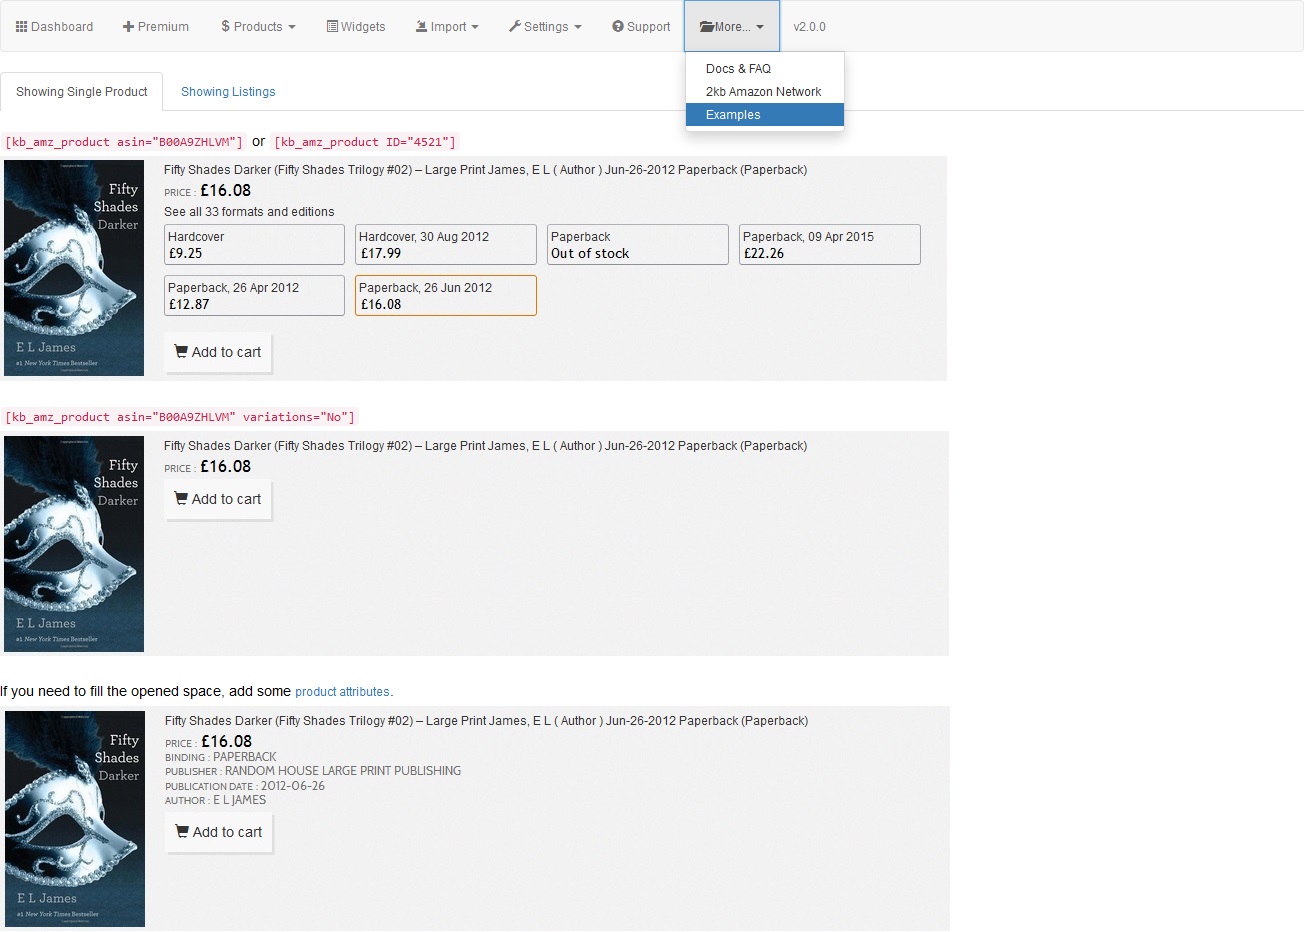 Dashboard Premium $ Products Widgets Import Settings Support More... v2.0.0
Docs & FAQ
2kb Amazon Network
Examples
Showing Single Product Showing Listings
[kb_amz_product asin="B00A9ZHLVM"] or [kb_amz_product ID="4521"]
Fifty
Shades
Darker
E L James
#1 New York Times Bestseller
Fifty Shades Darker (Fifty Shades Trilogy #02) – Large Print James, E L ( Author ) Jun-26-2012 Paperback (Paperback)
PRICE : £16.08
See all 33 formats and editions
Hardcover
£9.25
Hardcover, 30 Aug 2012
£17.99
Paperback
Out of stock
Paperback, 09 Apr 2015
£22.26
Paperback, 26 Apr 2012
£12.87
Paperback, 26 Jun 2012
£16.08
Add to cart
[kb_amz_product asin="B00A9ZHLVM" variations="No"]
Fifty
Shades
Darker
E L James
#1 New York Times Bestseller
Fifty Shades Darker (Fifty Shades Trilogy #02) – Large Print James, E L ( Author ) Jun-26-2012 Paperback (Paperback)
PRICE : £16.08
Add to cart
If you need to fill the opened space, add some product attributes.
Fifty
Shades
Darker
E L James
#1 New York Times Bestseller
Fifty Shades Darker (Fifty Shades Trilogy #02) – Large Print James, E L ( Author ) Jun-26-2012 Paperback (Paperback)
PRICE : £16.08
BINDING : PAPERBACK
PUBLISHER : RANDOM HOUSE LARGE PRINT PUBLISHING
PUBLICATION DATE : 2012-06-26
AUTHOR : E L JAMES
Add to cart